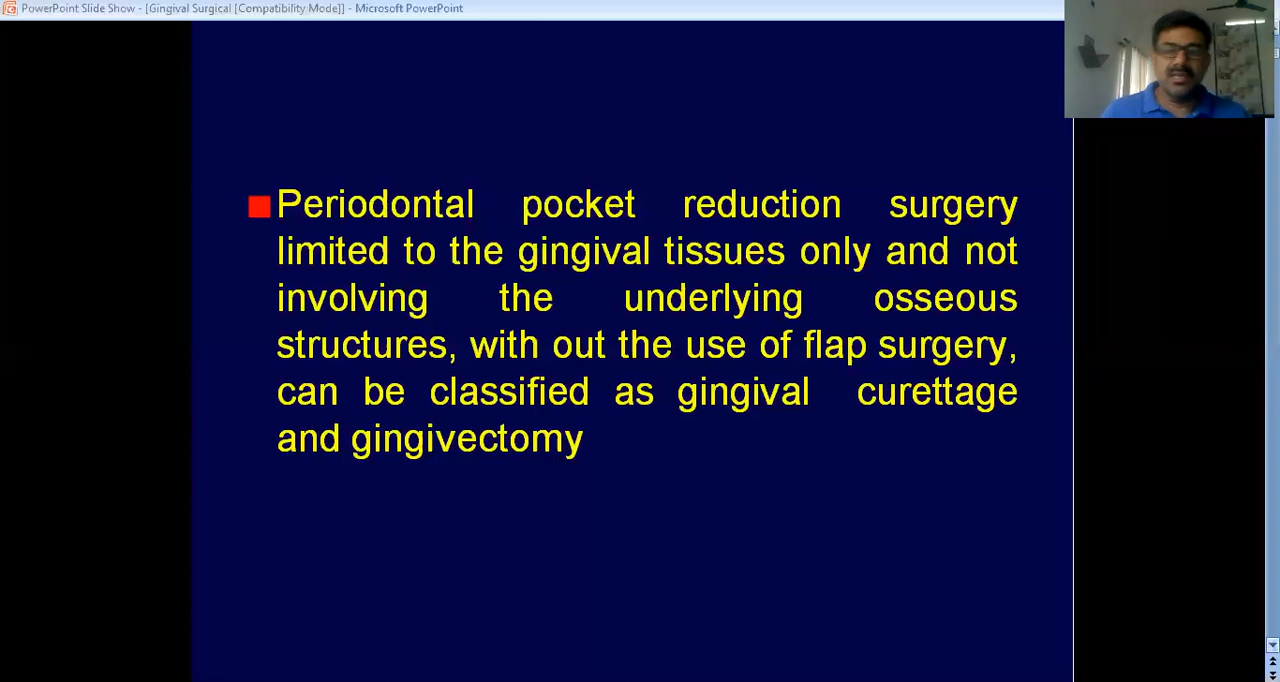 PowerPoint Slide Show - [Gingival Surgical [Compatibility Mode]] - Microsoft PowerPoint
Periodontal pocket reduction surgery
limited to the gingival tissues only and not
involving the underlying osseous
structures, with out the use of flap surgery,
can be classified as gingival curettage
and gingivectomy